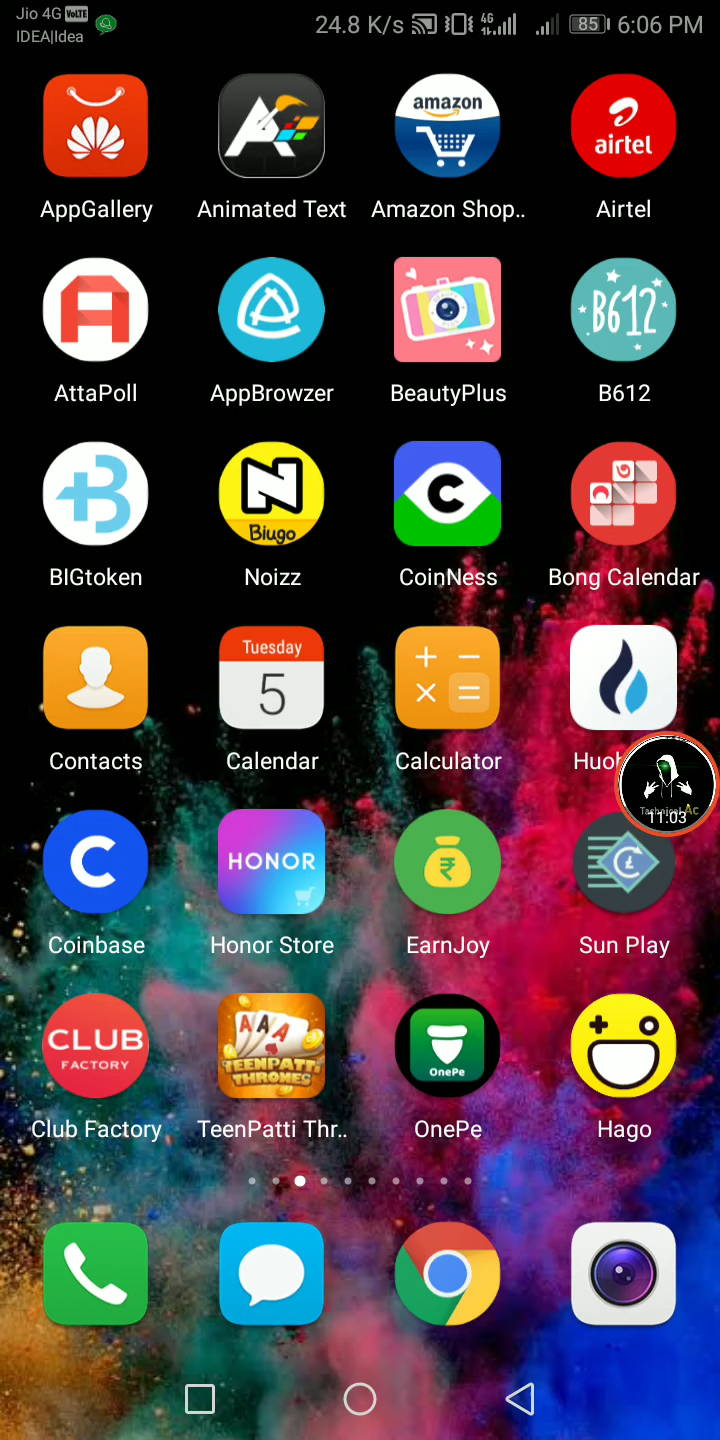 Jio 4G VoLTE
IDEA|Idea
24.8 K/s 4G 85 6:06 PM
amazon
airtel
AppGallery Animated Text Amazon Shop.. Airtel
B612
AttaPoll AppBrowzer BeautyPlus B612
N
Biugo
C
BIGtoken Noizz CoinNess Bong Calendar
Tuesday
5
Contacts Calendar Calculator
Technical Ac
11:03
HONOR
Coinbase Honor Store EarnJoy Sun Play
CLUB
FACTORY
A A A
TEENPATTI
THRONES
OnePe
Club Factory TeenPatti Thr.. OnePe Hago